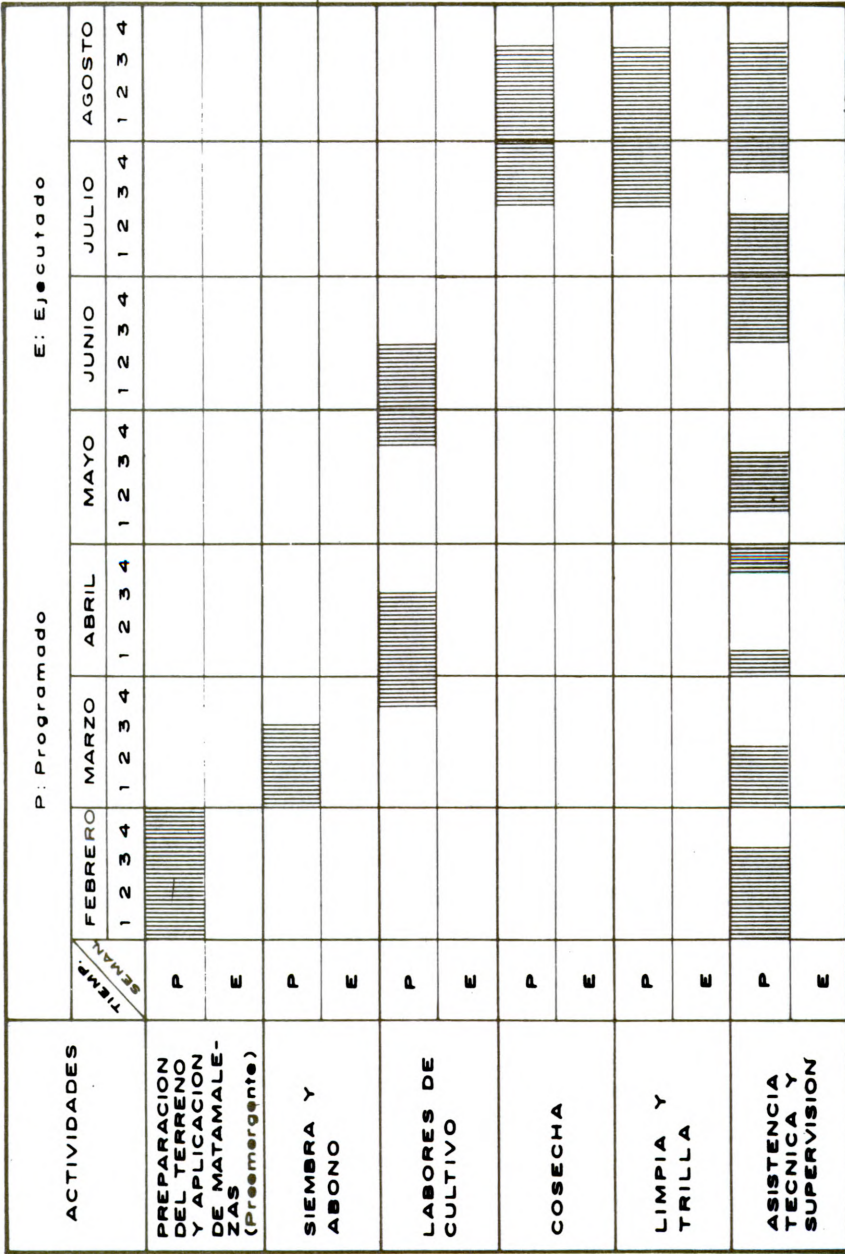 P: Programado E: Ejecutado
ACTIVIDADES
TIEMP.
SEMAN.
FEBRERO MARZO ABRIL MAYO JUNIO JULIO AGOSTO
1 2 3 4 1 2 3 4 1 2 3 4 1 2 3 4 1 2 3 4 1 2 3 4 1 2 3 4
PREPARACION
DEL TERRENO
Y APLICACION
DE MATAMALE-
ZAS
(Preemergente)
P
E
SIEMBRA Y
ABONO
P
E
LABORES DE
CULTIVO
P
E
COSECHA
P
E
LIMPIA Y
TRILLA
P
E
ASISTENCIA
TECNICA Y
SUPERVISION
P
E